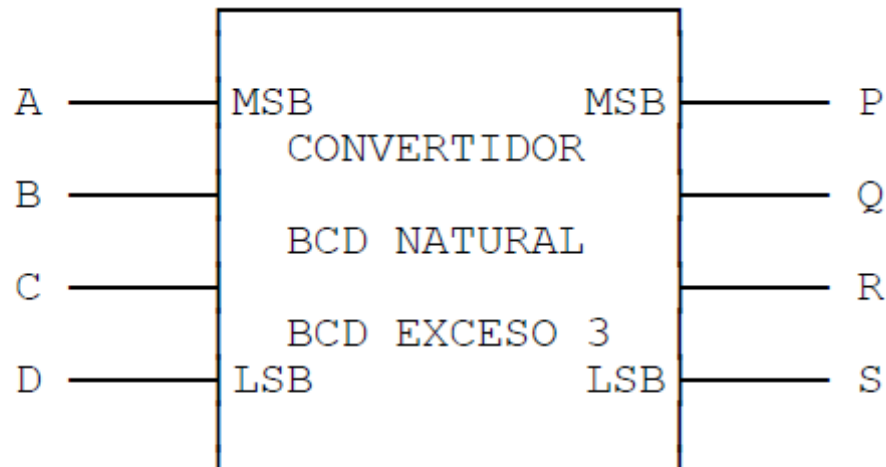 A MSB MSB P
CONVERTIDOR
B Q
BCD NATURAL
C R
BCD EXCESO 3
D LSB LSB S